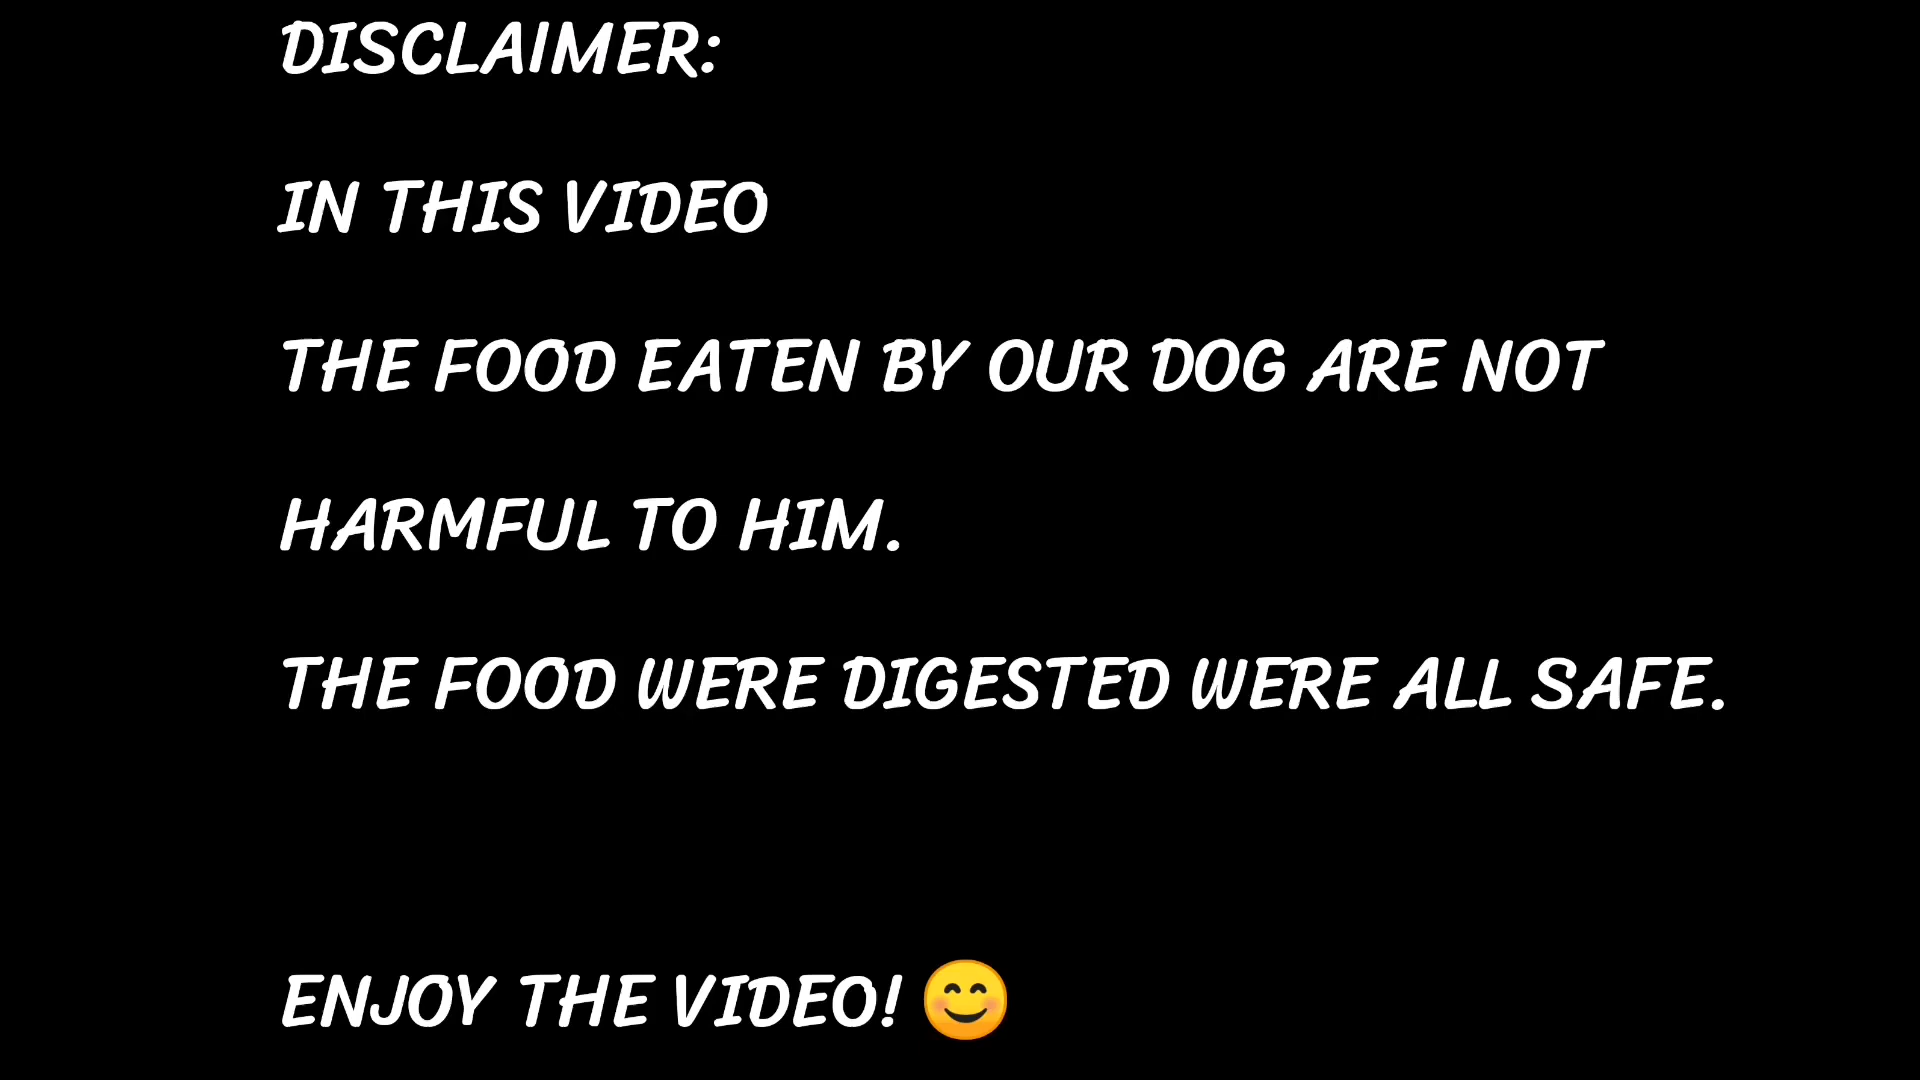 DISCLAIMER:
IN THIS VIDEO
THE FOOD EATEN BY OUR DOG ARE NOT
HARMFUL TO HIM.
THE FOOD WERE DIGESTED WERE ALL SAFE.
ENJOY THE VIDEO! 😊